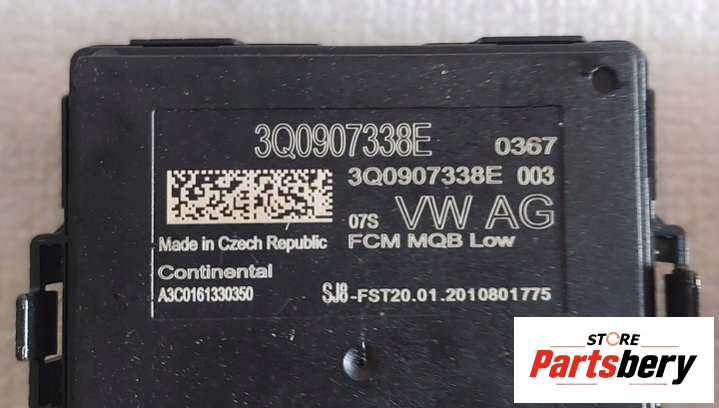 3Q0907338E 0367
3Q0907338E 003
07S VW AG
Made in Czech Republic FCM MQB Low
Continental
A3C0161330350 SJ8-FST20.01.2010801775
STORE
Partsbery